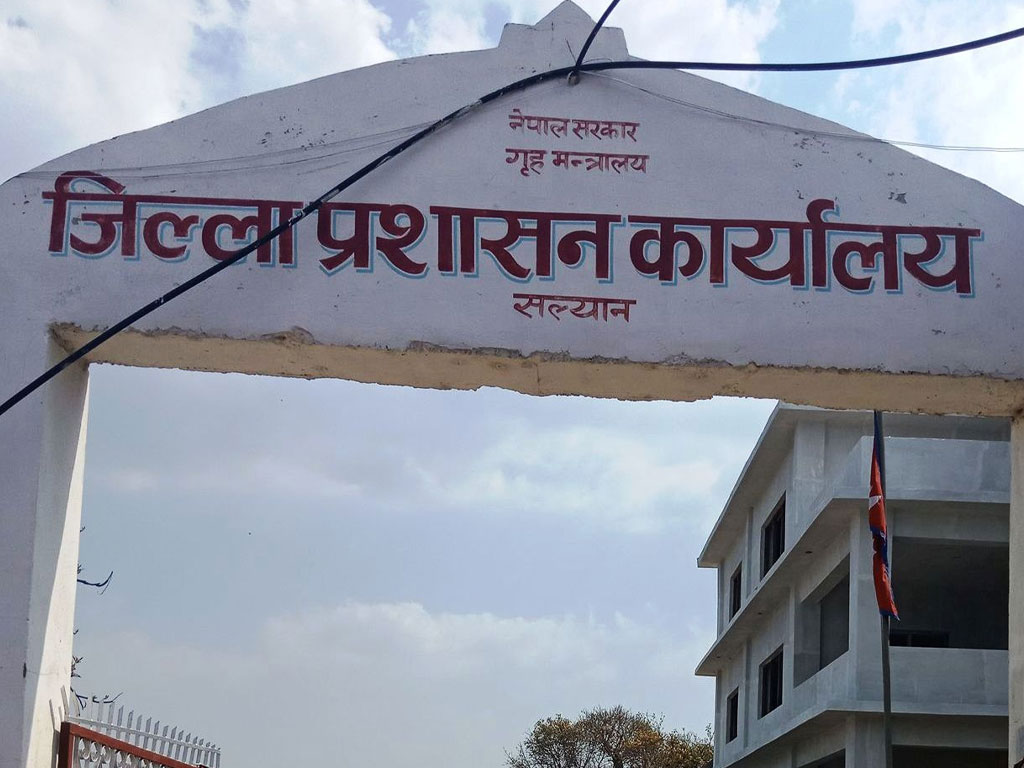 नेपाल सरकार
गृह मन्त्रालय
जिल्ला प्रशासन कार्यालय
सल्यान